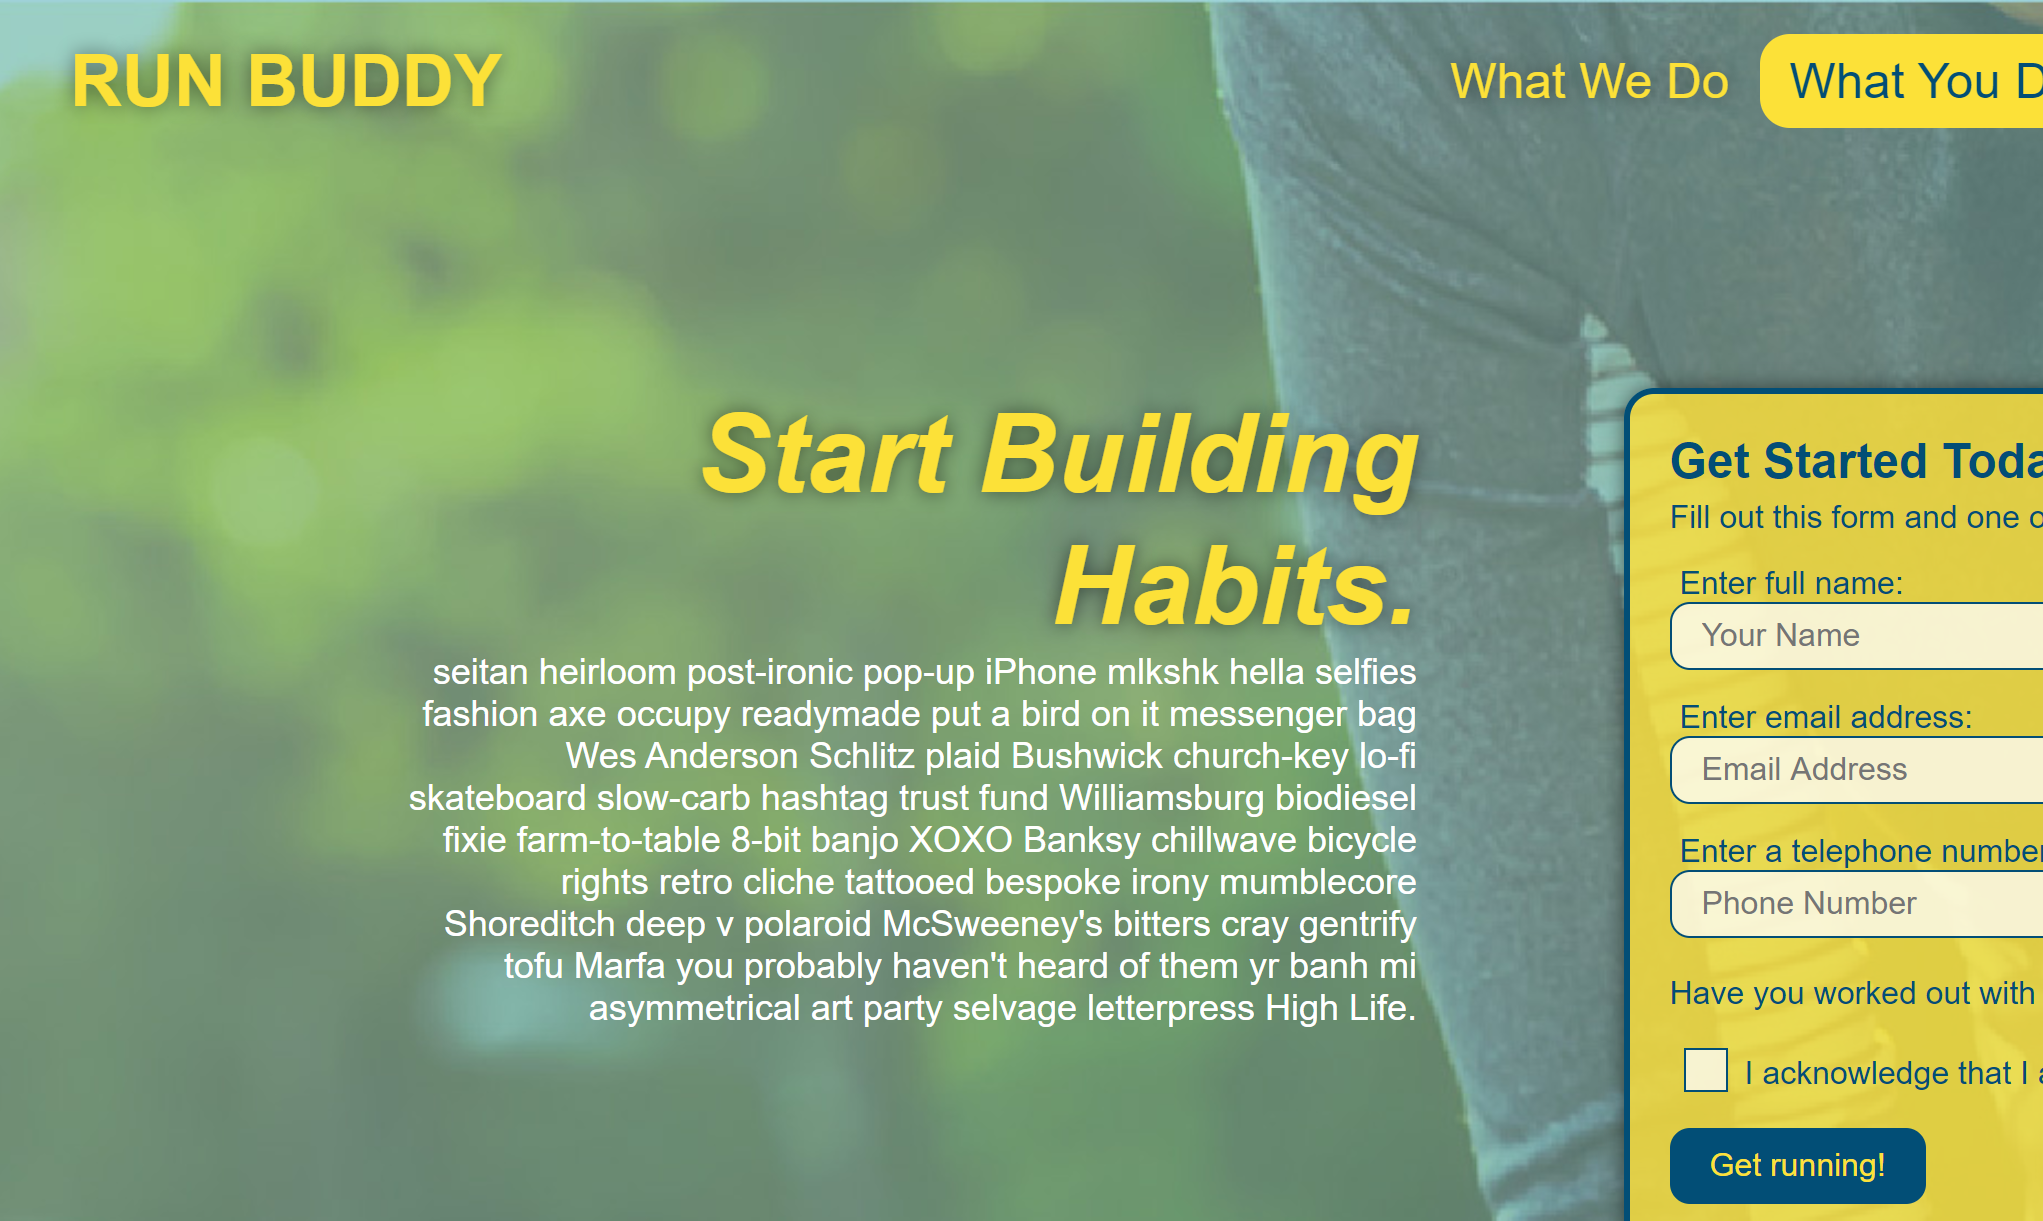 RUN BUDDY
What We Do
What You D
Start Building
Habits.
seitan heirloom post-ironic pop-up iPhone mlkshk hella selfies
fashion axe occupy readymade put a bird on it messenger bag
Wes Anderson Schlitz plaid Bushwick church-key lo-fi
skateboard slow-carb hashtag trust fund Williamsburg biodiesel
fixie farm-to-table 8-bit banjo XOXO Banksy chillwave bicycle
rights retro cliche tattooed bespoke irony mumblecore
Shoreditch deep v polaroid McSweeney's bitters cray gentrify
tofu Marfa you probably haven't heard of them yr banh mi
asymmetrical art party selvage letterpress High Life.
Get Started Toda
Fill out this form and one o
Enter full name:
Your Name
Enter email address:
Email Address
Enter a telephone number
Phone Number
Have you worked out with
I acknowledge that I a
Get running!